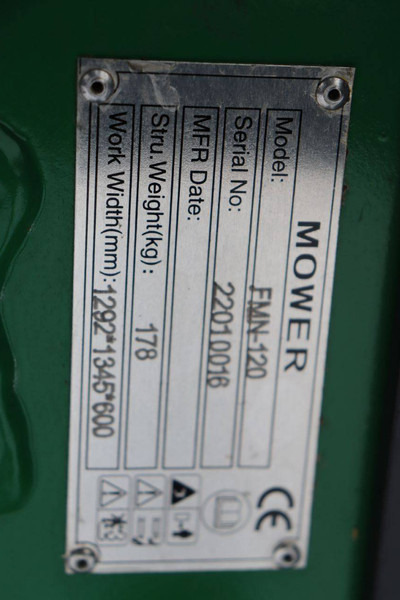 MOWER
Model: FMN-120
Serial No: 22010016
MFR Date:
Stru.Weight(kg): 178
Work Width(mm): 1292*1345*600
CE